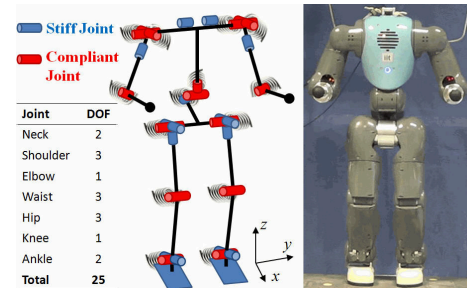 Stiff Joint
Compliant
Joint
Joint DOF
Neck 2
Shoulder 3
Elbow 1
Waist 3
Hip 3
Knee 1
Ankle 2
Total 25
z
y
x